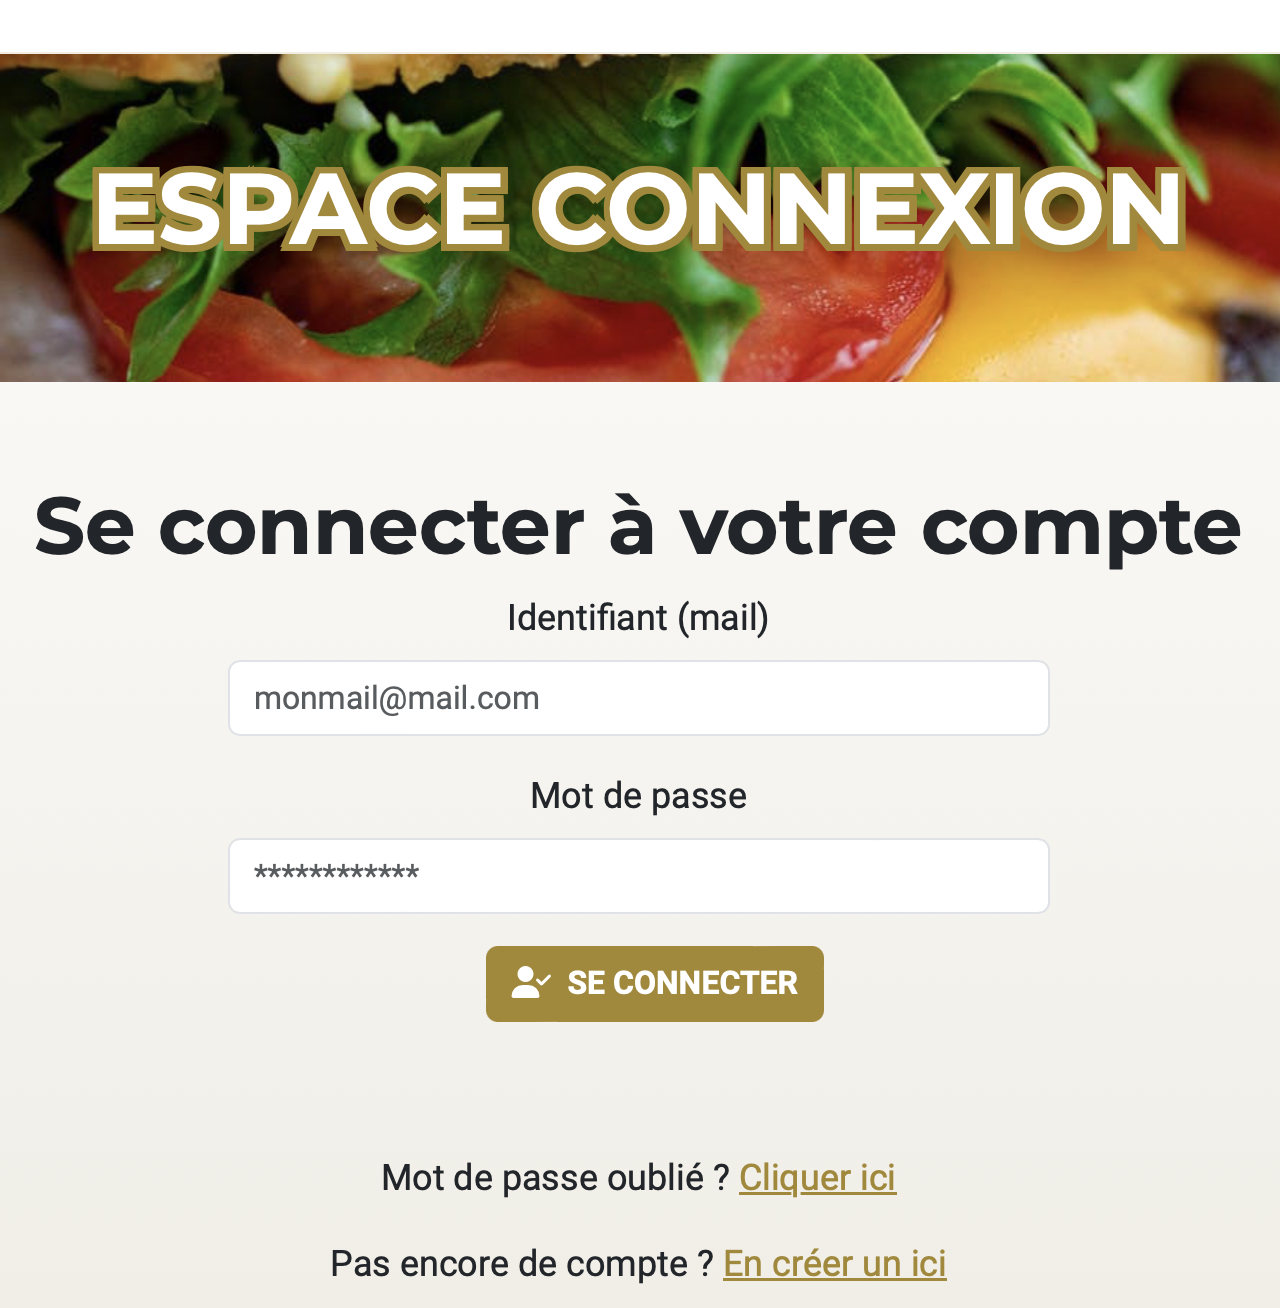 ESPACE CONNEXION
Se connecter à votre compte
Identifiant (mail)
monmail@mail.com
Mot de passe
************
SE CONNECTER
Mot de passe oublié ? Cliquer ici
Pas encore de compte ? En créer un ici